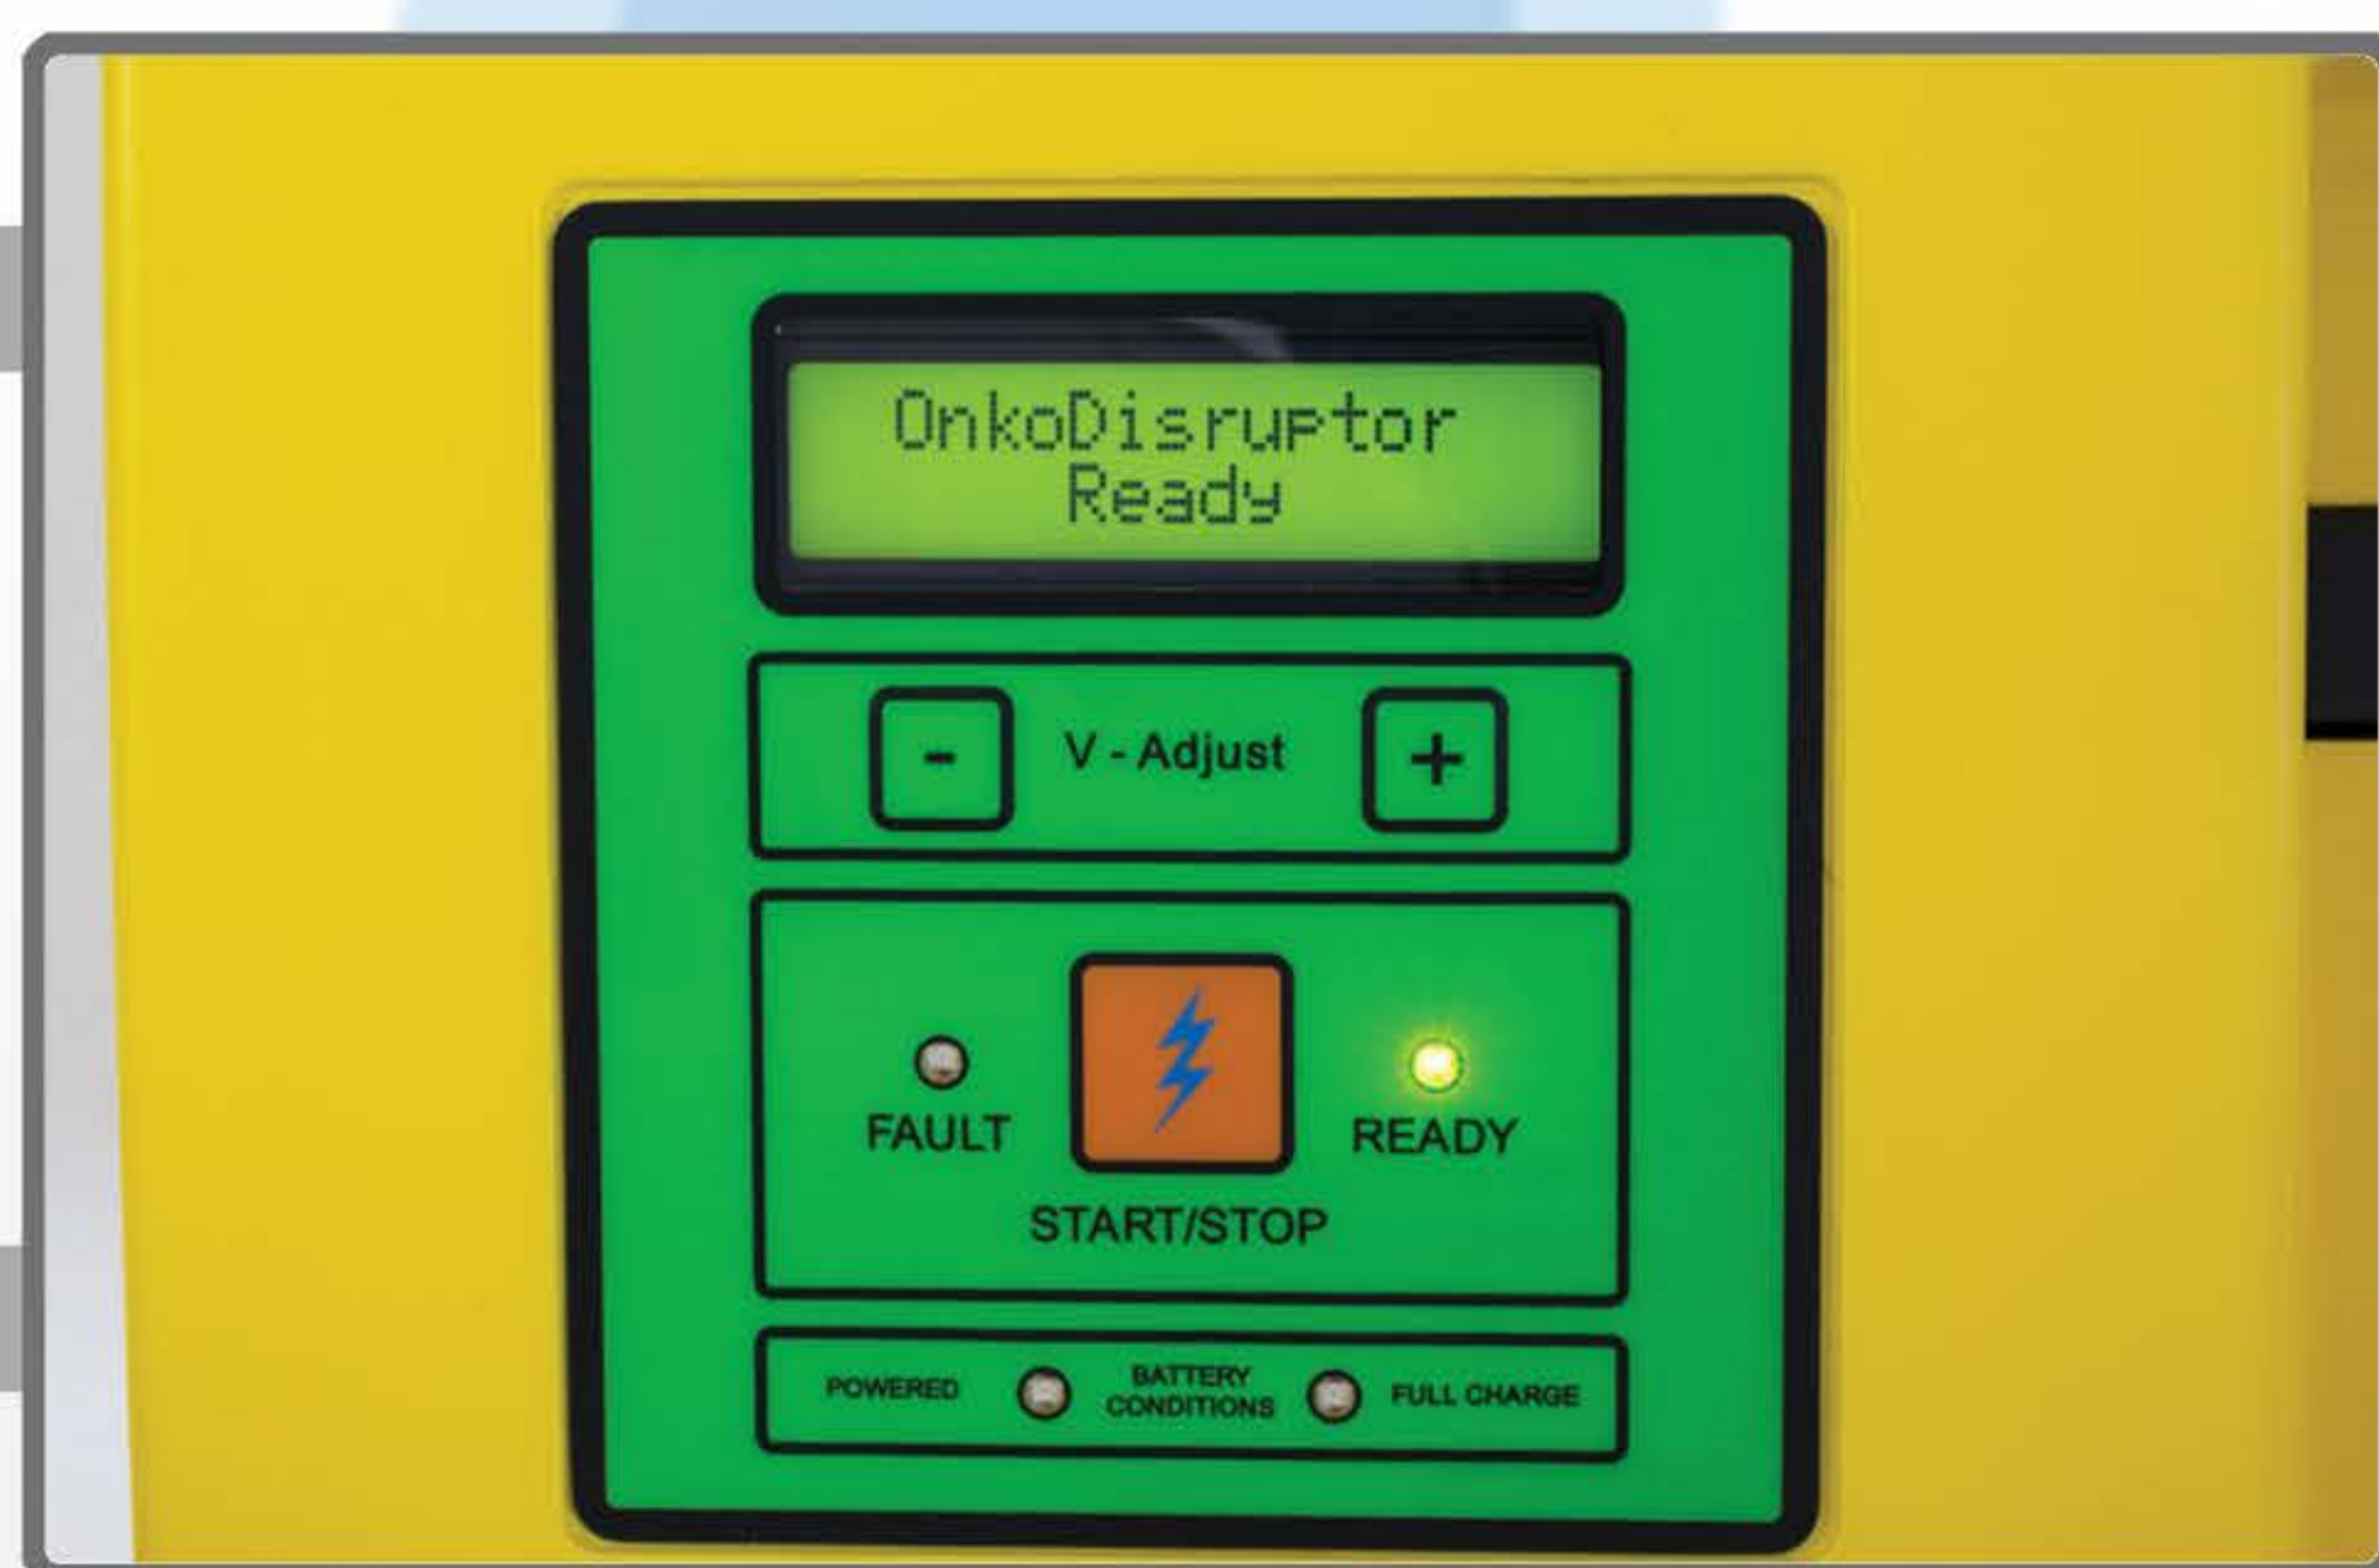 OnkoDisruptor
Ready
- V - Adjust +
FAULT
READY
START/STOP
POWERED
BATTERY
CONDITIONS
FULL CHARGE